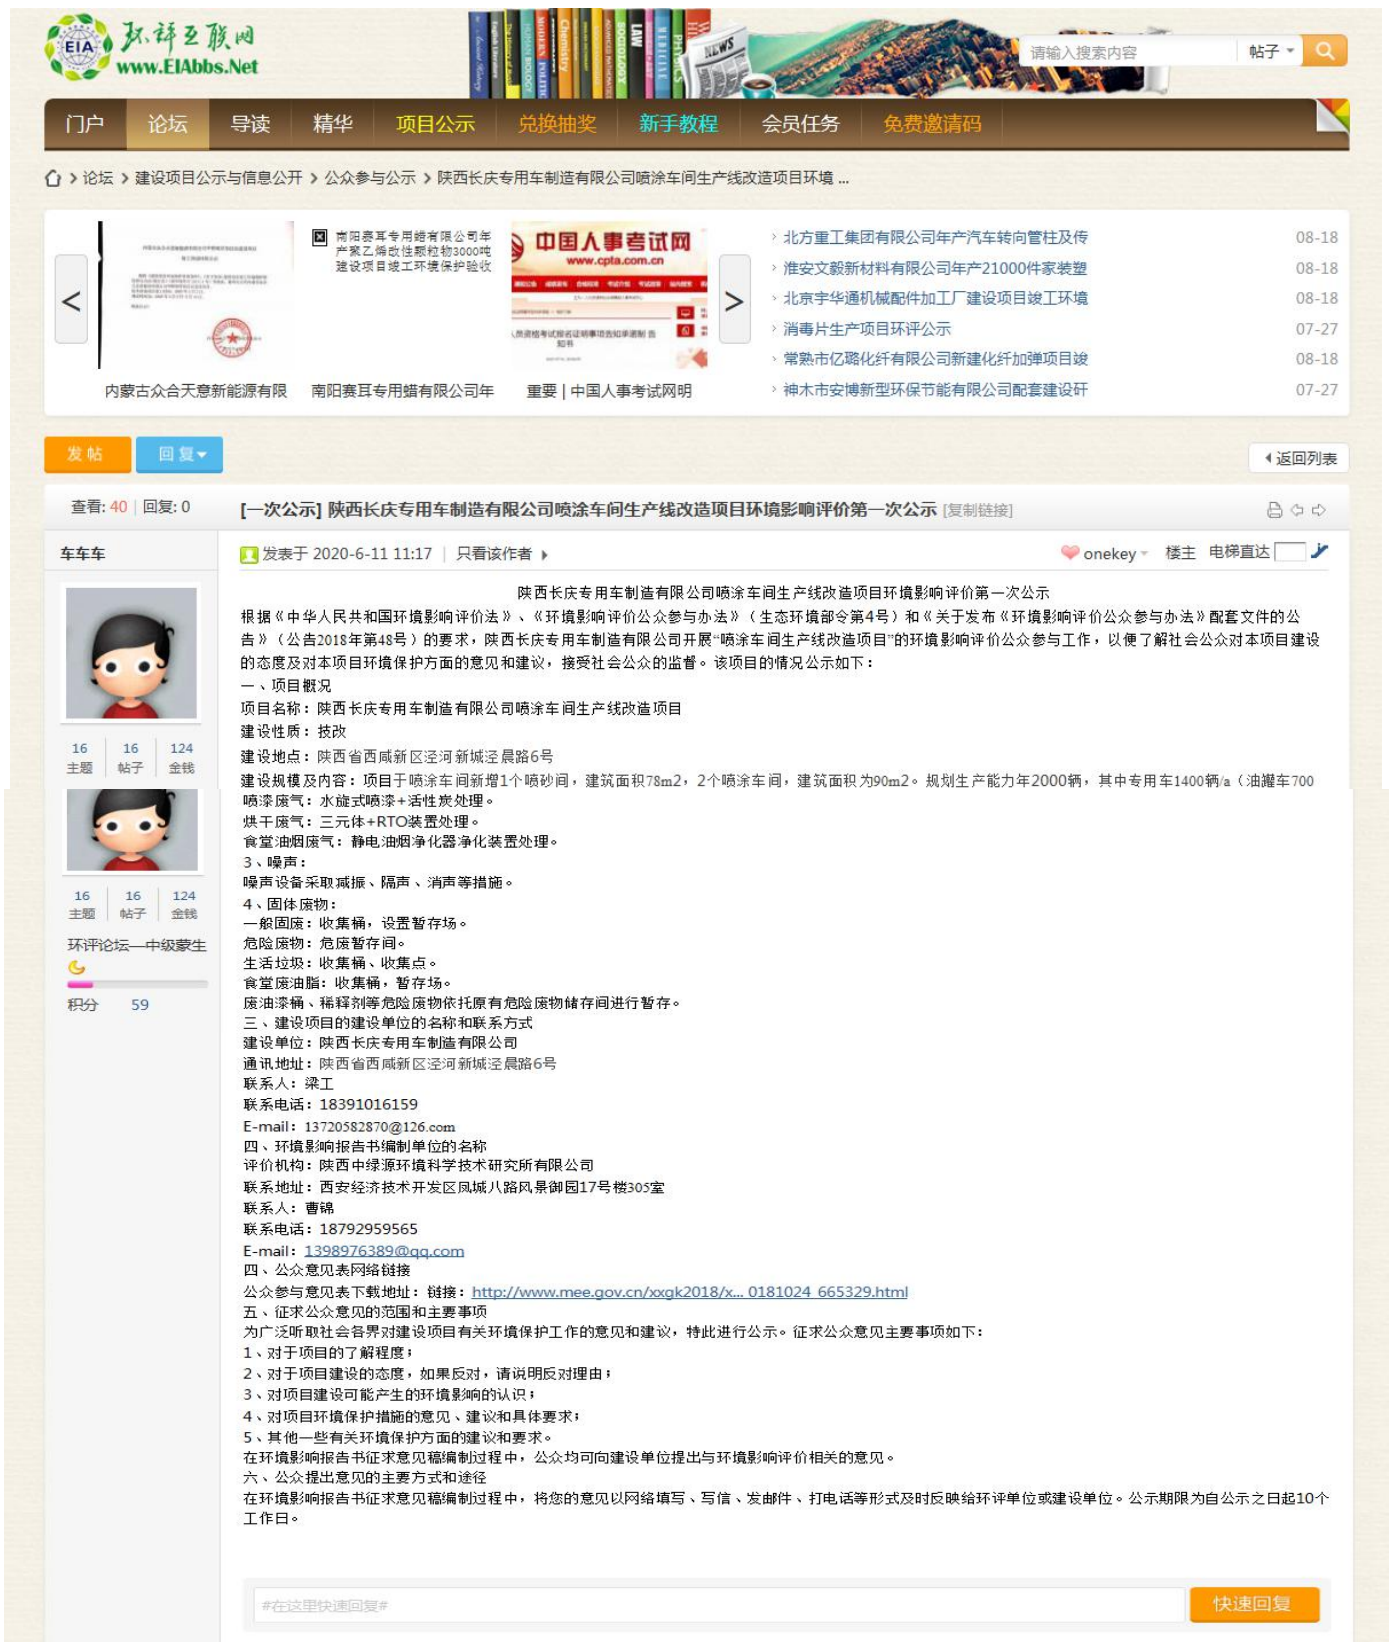 EIA
环评互联网
www.EIAbbs.Net
LAW
NEWS
请输入搜索内容
帖子
门户 论坛 导读 精华 项目公示 兑换抽奖 新手教程 会员任务 免费邀请码
论坛 › 建设项目公示与信息公开 › 公众参与公示 › 陕西长庆专用车制造有限公司喷涂车间生产线改造项目环境 ...
南阳赛耳专用蜡有限公司年
产聚乙烯改性颗粒物3000吨
建设项目竣工环境保护验收
中国人事考试网
www.cpta.com.cn
内蒙古众合天意新能源有限
南阳赛耳专用蜡有限公司年
重要 | 中国人事考试网明
北方重工集团有限公司年产汽车转向管柱及传 08-18
淮安文毅新材料有限公司年产21000件家装塑 08-18
北京宇华通机械配件加工厂建设项目竣工环境 08-18
消毒片生产项目环评公示 07-27
常熟市亿璐化纤有限公司新建化纤加弹项目竣 08-18
神木市安博新型环保节能有限公司配套建设矸 07-27
发帖
回复
返回列表
查看: 40 | 回复: 0
[一次公示] 陕西长庆专用车制造有限公司喷涂车间生产线改造项目环境影响评价第一次公示 [复制链接]
车车车
发表于 2020-6-11 11:17 | 只看该作者
onekey 楼主 电梯直达
16 16 124
主题 帖子 金钱
陕西长庆专用车制造有限公司喷涂车间生产线改造项目环境影响评价第一次公示
根据《中华人民共和国环境影响评价法》、《环境影响评价公众参与办法》（生态环境部令第4号）和《关于发布《环境影响评价公众参与办法》配套文件的公
告》（公告2018年第48号）的要求，陕西长庆专用车制造有限公司开展“喷涂车间生产线改造项目”的环境影响评价公众参与工作，以便了解社会公众对本项目建设
的态度及对本项目环境保护方面的意见和建议，接受社会公众的监督。该项目的情况公示如下：
一、项目概况
项目名称：陕西长庆专用车制造有限公司喷涂车间生产线改造项目
建设性质：技改
建设地点：陕西省西咸新区泾河新城泾晨路6号
建设规模及内容：项目于喷涂车间新增1个喷砂间，建筑面积78m2，2个喷涂车间，建筑面积为90m2。规划生产能力年2000辆，其中专用车1400辆/a（油罐车700
喷漆废气：水旋式喷漆+活性炭处理。
烘干废气：三元体+RTO装置处理。
食堂油烟废气：静电油烟净化器净化装置处理。
3、噪声：
噪声设备采取减振、隔声、消声等措施。
4、固体废物：
一般固废：收集桶，设置暂存场。
危险废物：危废暂存间。
生活垃圾：收集桶、收集点。
食堂废油脂：收集桶，暂存场。
废油漆桶、稀释剂等危险废物依托原有危险废物储存间进行暂存。
16 16 124
主题 帖子 金钱
环评论坛—中级蒙生
积分 59
三、建设项目的建设单位的名称和联系方式
建设单位：陕西长庆专用车制造有限公司
通讯地址：陕西省西咸新区泾河新城泾晨路6号
联系人：梁工
联系电话：18391016159
E-mail：13720582870@126.com
四、环境影响报告书编制单位的名称
评价机构：陕西中绿源环境科学技术研究所有限公司
联系地址：西安经济技术开发区凤城八路风景御园17号楼305室
联系人：曹锦
联系电话：18792959565
E-mail：1398976389@qq.com
四、公众意见表网络链接
公众参与意见表下载地址：链接：http://www.mee.gov.cn/xxgk2018/x... 0181024_665329.html
五、征求公众意见的范围和主要事项
为广泛听取社会各界对建设项目有关环境保护工作的意见和建议，特此进行公示。征求公众意见主要事项如下：
1、对于项目的了解程度；
2、对于项目建设的态度，如果反对，请说明反对理由；
3、对项目建设可能产生的环境影响的认识；
4、对项目环境保护措施的意见、建议和具体要求；
5、其他一些有关环境保护方面的建议和要求。
在环境影响报告书征求意见稿编制过程中，公众均可向建设单位提出与环境影响评价相关的意见。
六、公众提出意见的主要方式和途径
在环境影响报告书征求意见稿编制过程中，将您的意见以网络填写、写信、发邮件、打电话等形式及时反映给环评单位或建设单位。公示期限为自公示之日起10个
工作日。
#在这里快速回复#
快速回复